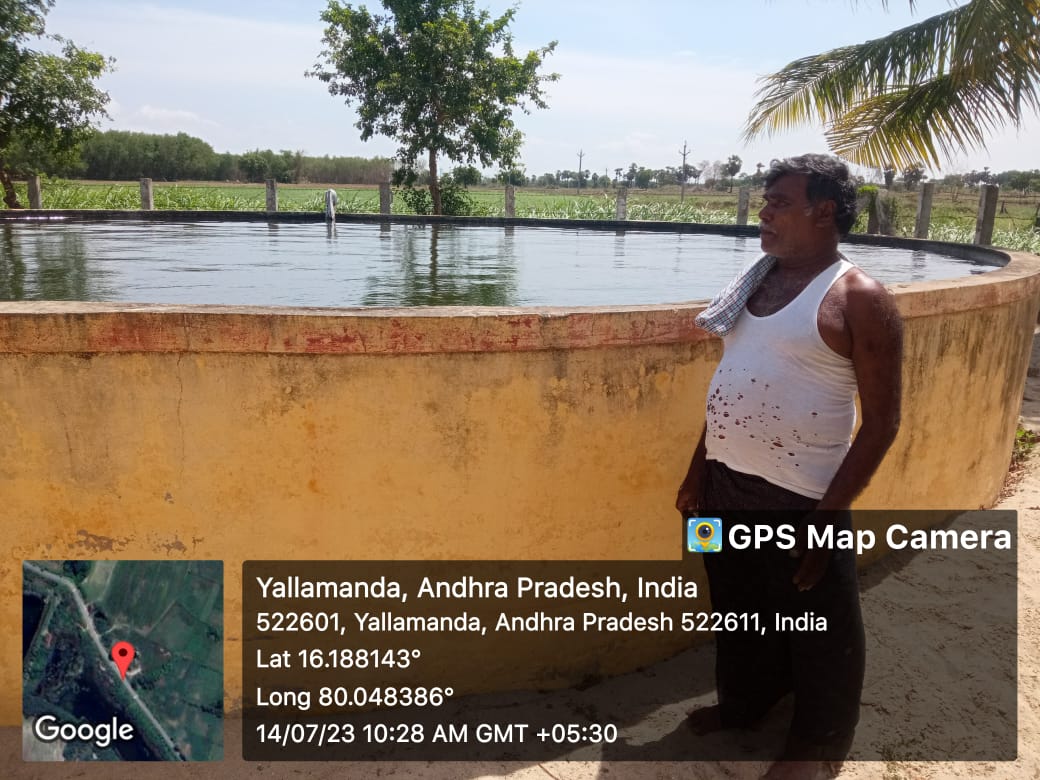 GPS Map Camera
Yallamanda, Andhra Pradesh, India
522601, Yallamanda, Andhra Pradesh 522611, India
Lat 16.188143°
Long 80.048386°
14/07/23 10:28 AM GMT +05:30
Google